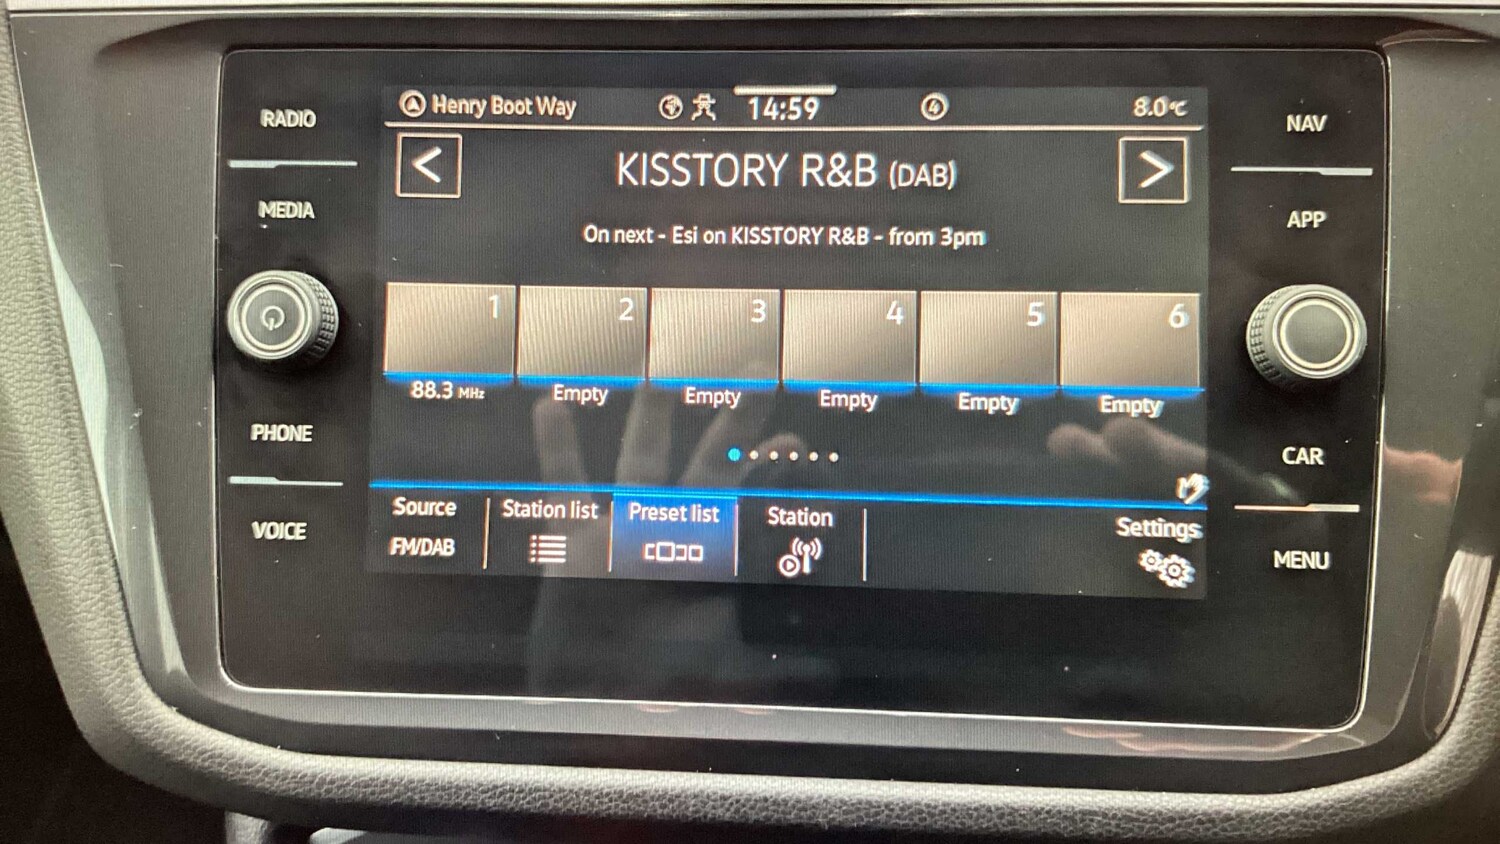 RADIO
MEDIA
PHONE
VOICE
Henry Boot Way
14:59
4
8.0°C
<
KISSTORY R&B (DAB)
>
On next - Esi on KISSTORY R&B - from 3pm
1 2 3 4 5 6
88.3 MHz Empty Empty Empty Empty Empty
Source Station list Preset list Station Settings
FM/DAB
NAV
APP
CAR
MENU